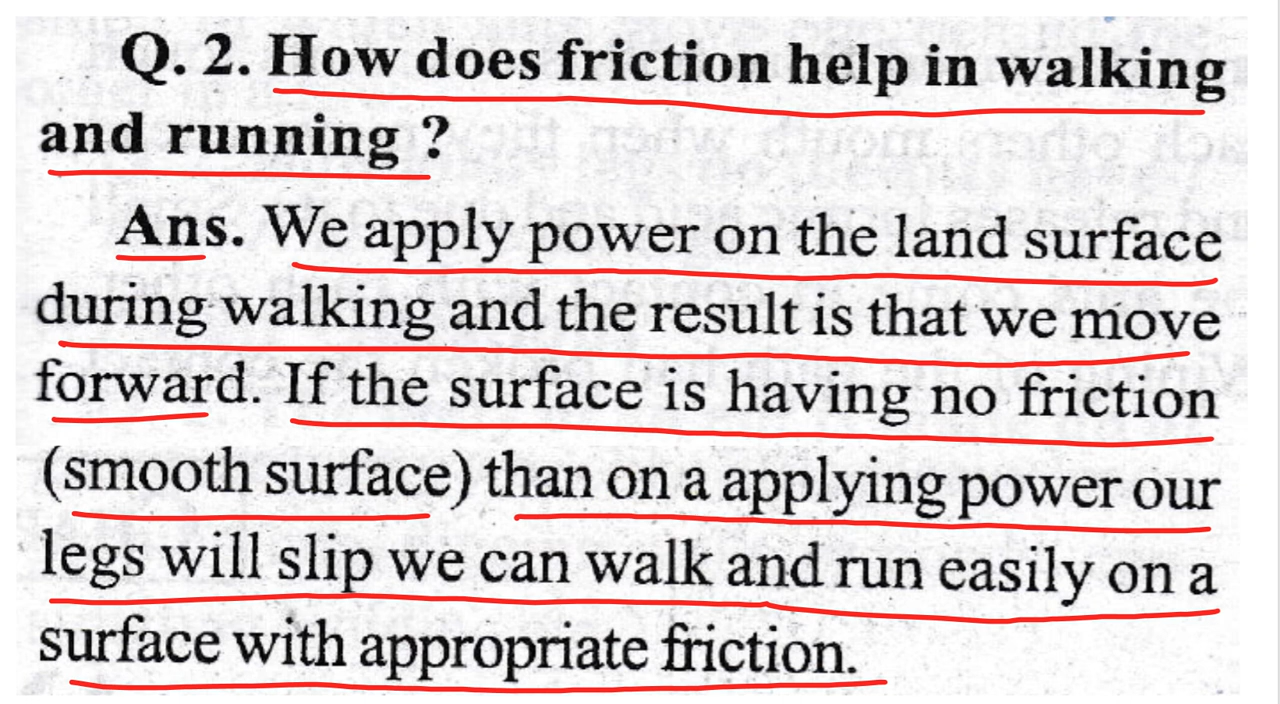 Q. 2. How does friction help in walking
and running ?
Ans. We apply power on the land surface
during walking and the result is that we move
forward. If the surface is having no friction
(smooth surface) than on a applying power our
legs will slip we can walk and run easily on a
surface with appropriate friction.